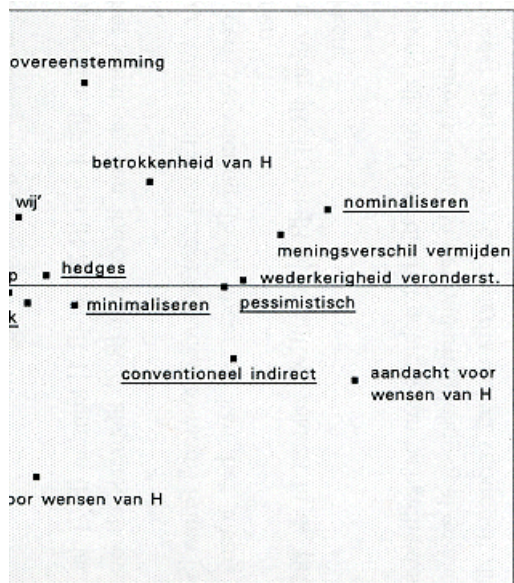 overeenstemming
betrokkenheid van H
wij'
nominaliseren
meningsverschil vermijden
p
hedges
wederkerigheid veronderst.
k
minimaliseren
pessimistisch
conventioneel indirect
aandacht voor
wensen van H
oor wensen van H